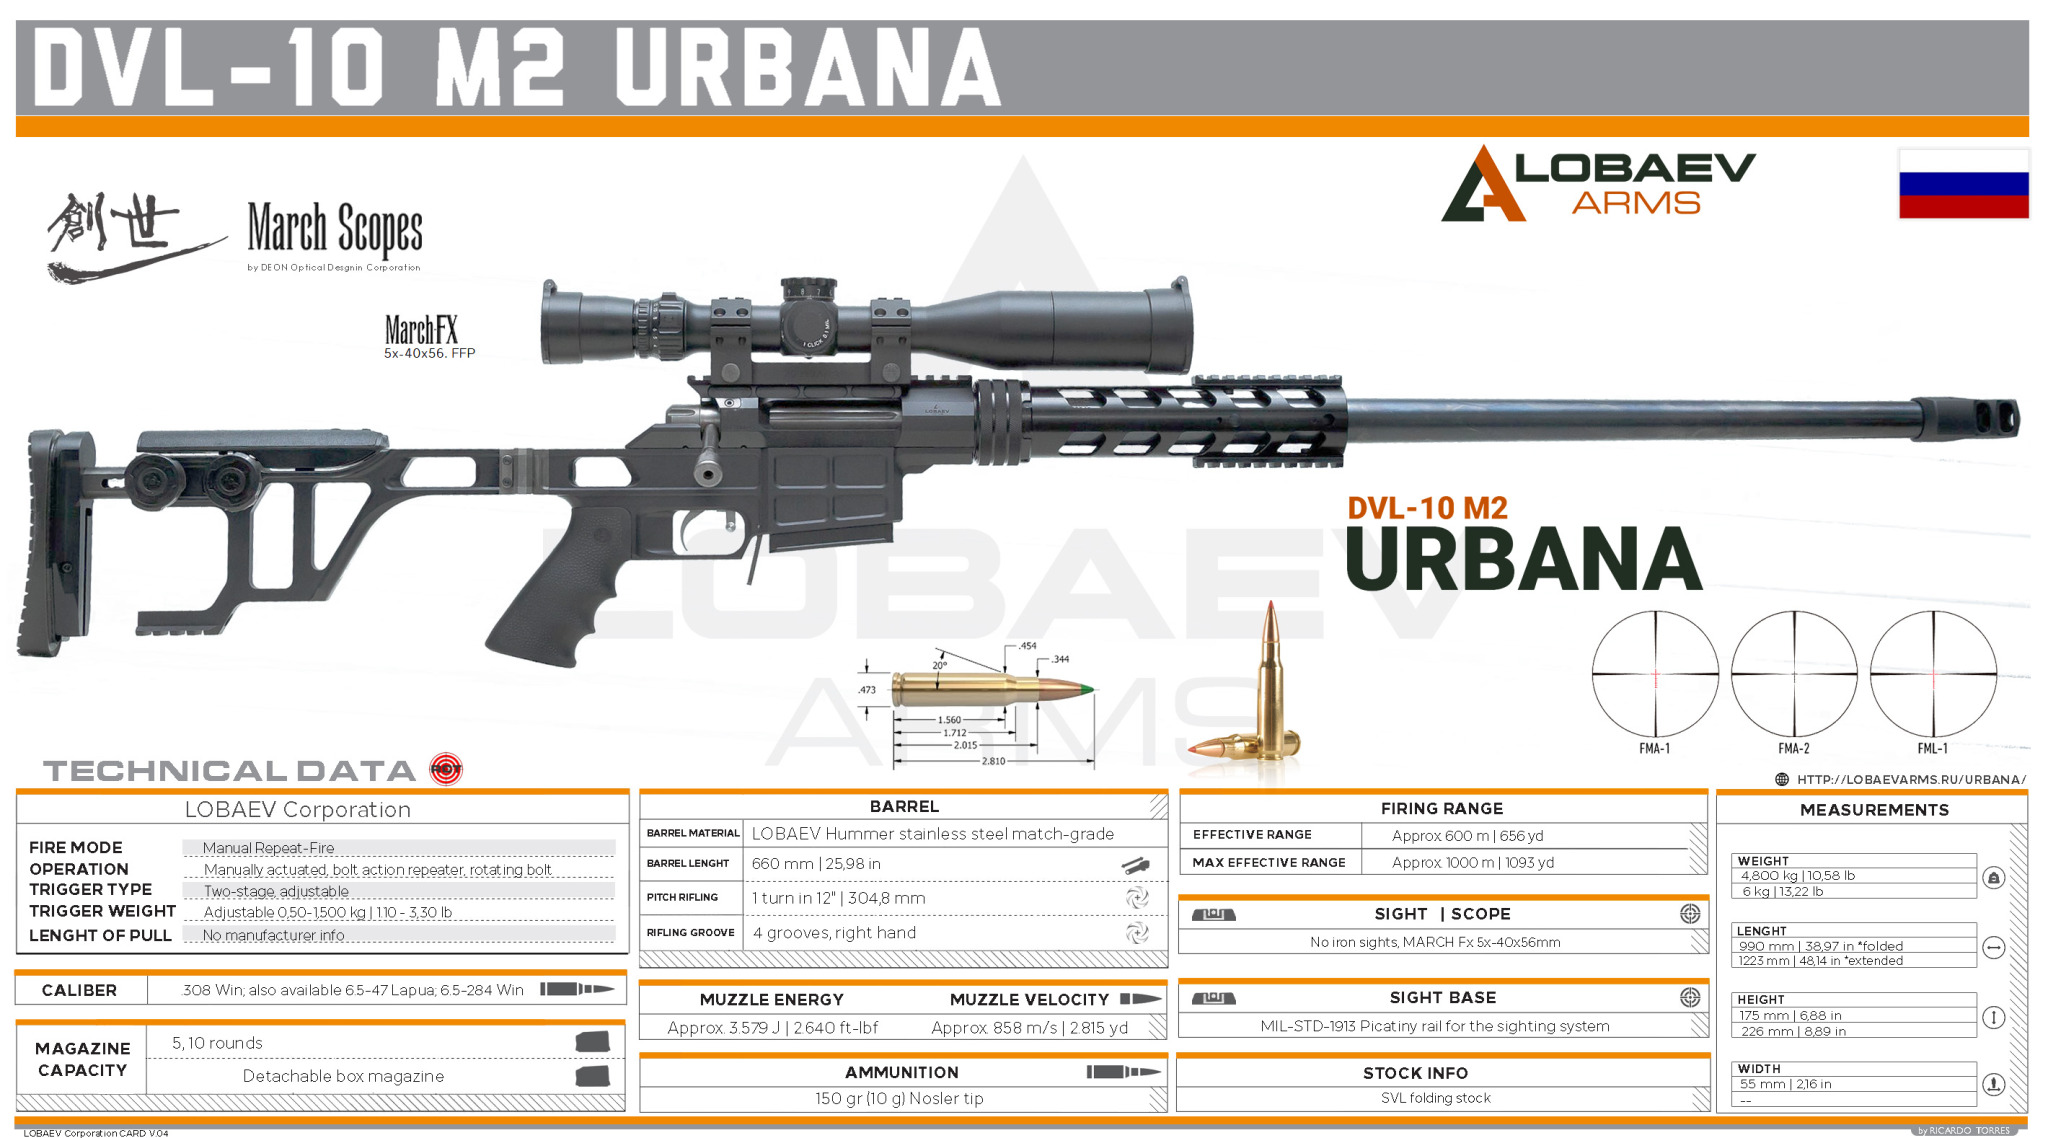 DVL-10 M2 URBANA
LOBAEV
ARMS
創世
March Scopes
by DEON Optical Desgnin Corporation
March-FX
5x-40x56. FFP
1 CLICK 0.1 MIL
LOBAEV
DVL-10 M2
URBANA
LOBAEV
ARMS
.454
20°
.344
.473
1.560
1.712
2.015
2.810
FMA-1
FMA-2
FML-1
TECHNICAL DATA
RCT
HTTP://LOBAEVARMS.RU/URBANA/
LOBAEV Corporation
FIRE MODE Manual Repeat-Fire
OPERATION Manually actuated, bolt action repeater, rotating bolt
TRIGGER TYPE Two-stage, adjustable
TRIGGER WEIGHT Adjustable 0,50-1,500 kg | 1.10 - 3,30 lb
LENGHT OF PULL No manufacturer info
CALIBER .308 Win; also available 6.5-47 Lapua; 6.5-284 Win
MAGAZINE CAPACITY
5, 10 rounds
Detachable box magazine
BARREL
BARREL MATERIAL LOBAEV Hummer stainless steel match-grade
BARREL LENGHT 660 mm | 25,98 in
PITCH RIFLING 1 turn in 12" | 304,8 mm
RIFLING GROOVE 4 grooves, right hand
MUZZLE ENERGY MUZZLE VELOCITY
Approx. 3.579 J | 2.640 ft-lbf Approx. 858 m/s | 2.815 yd
AMMUNITION
150 gr (10 g) Nosler tip
FIRING RANGE
EFFECTIVE RANGE Approx. 600 m | 656 yd
MAX EFFECTIVE RANGE Approx. 1000 m | 1093 yd
SIGHT | SCOPE
No iron sights, MARCH Fx 5x-40x56mm
SIGHT BASE
MIL-STD-1913 Picatiny rail for the sighting system
STOCK INFO
SVL folding stock
MEASUREMENTS
WEIGHT
4,800 kg | 10,58 lb
6 kg | 13,22 lb
LENGHT
990 mm | 38,97 in *folded
1223 mm | 48,14 in *extended
HEIGHT
175 mm | 6,88 in
226 mm | 8,89 in
WIDTH
55 mm | 2,16 in
--
LOBAEV Corporation CARD V.04
by RICARDO TORRES